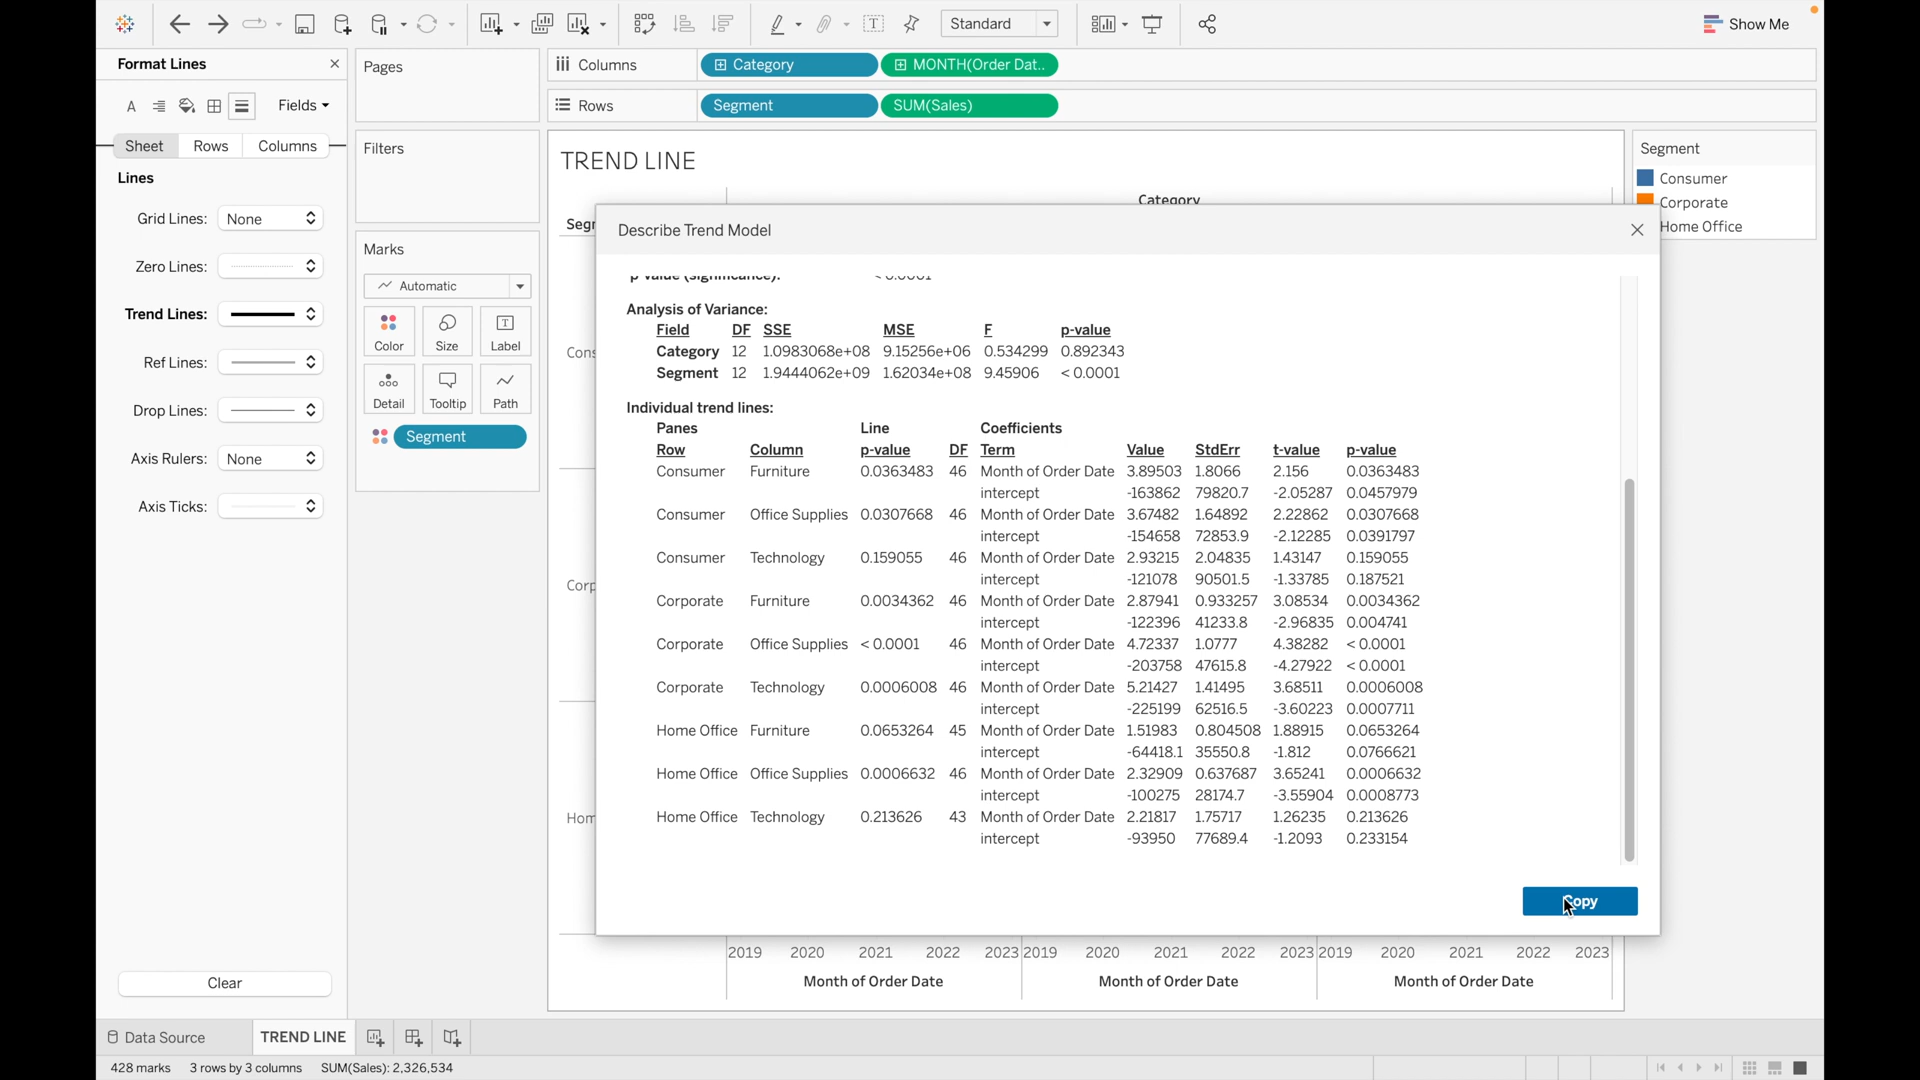 Standard
Show Me
Format Lines
Fields
Sheet Rows Columns
Lines
Grid Lines: None
Zero Lines:
Trend Lines:
Ref Lines:
Drop Lines:
Axis Rulers: None
Axis Ticks:
Clear
Pages
Filters
Marks
Automatic
Color Size Label
Detail Tooltip Path
Segment
Columns Category MONTH(Order Dat..
Rows Segment SUM(Sales)
TREND LINE
Category
Segment
Consumer
Corporate
Home Office
Describe Trend Model
p-value (significance): < 0.0001
Analysis of Variance:
Field DF SSE MSE F p-value
Category 12 1.0983068e+08 9.15256e+06 0.534299 0.892343
Segment 12 1.9444062e+09 1.62034e+08 9.45906 < 0.0001
Individual trend lines:
Panes Line Coefficients
Row Column p-value DF Term Value StdErr t-value p-value
Consumer Furniture 0.0363483 46 Month of Order Date 3.89503 1.8066 2.156 0.0363483
intercept -163862 79820.7 -2.05287 0.0457979
Consumer Office Supplies 0.0307668 46 Month of Order Date 3.67482 1.64892 2.22862 0.0307668
intercept -154658 72853.9 -2.12285 0.0391797
Consumer Technology 0.159055 46 Month of Order Date 2.93215 2.04835 1.43147 0.159055
intercept -121078 90501.5 -1.33785 0.187521
Corporate Furniture 0.0034362 46 Month of Order Date 2.87941 0.933257 3.08534 0.0034362
intercept -122396 41233.8 -2.96835 0.004741
Corporate Office Supplies < 0.0001 46 Month of Order Date 4.72337 1.0777 4.38282 < 0.0001
intercept -203758 47615.8 -4.27922 < 0.0001
Corporate Technology 0.0006008 46 Month of Order Date 5.21427 1.41495 3.68511 0.0006008
intercept -225199 62516.5 -3.60223 0.0007711
Home Office Furniture 0.0653264 45 Month of Order Date 1.51983 0.804508 1.88915 0.0653264
intercept -64418.1 35550.8 -1.812 0.0766621
Home Office Office Supplies 0.0006632 46 Month of Order Date 2.32909 0.637687 3.65241 0.0006632
intercept -100275 28174.7 -3.55904 0.0008773
Home Office Technology 0.213626 43 Month of Order Date 2.21817 1.75717 1.26235 0.213626
intercept -93950 77689.4 -1.2093 0.233154
Copy
Segr
Cons
Corp
Hom
2019 2020 2021 2022 2023 2019 2020 2021 2022 2023 2019 2020 2021 2022 2023
Month of Order Date Month of Order Date Month of Order Date
Data Source TREND LINE
428 marks 3 rows by 3 columns SUM(Sales): 2,326,534